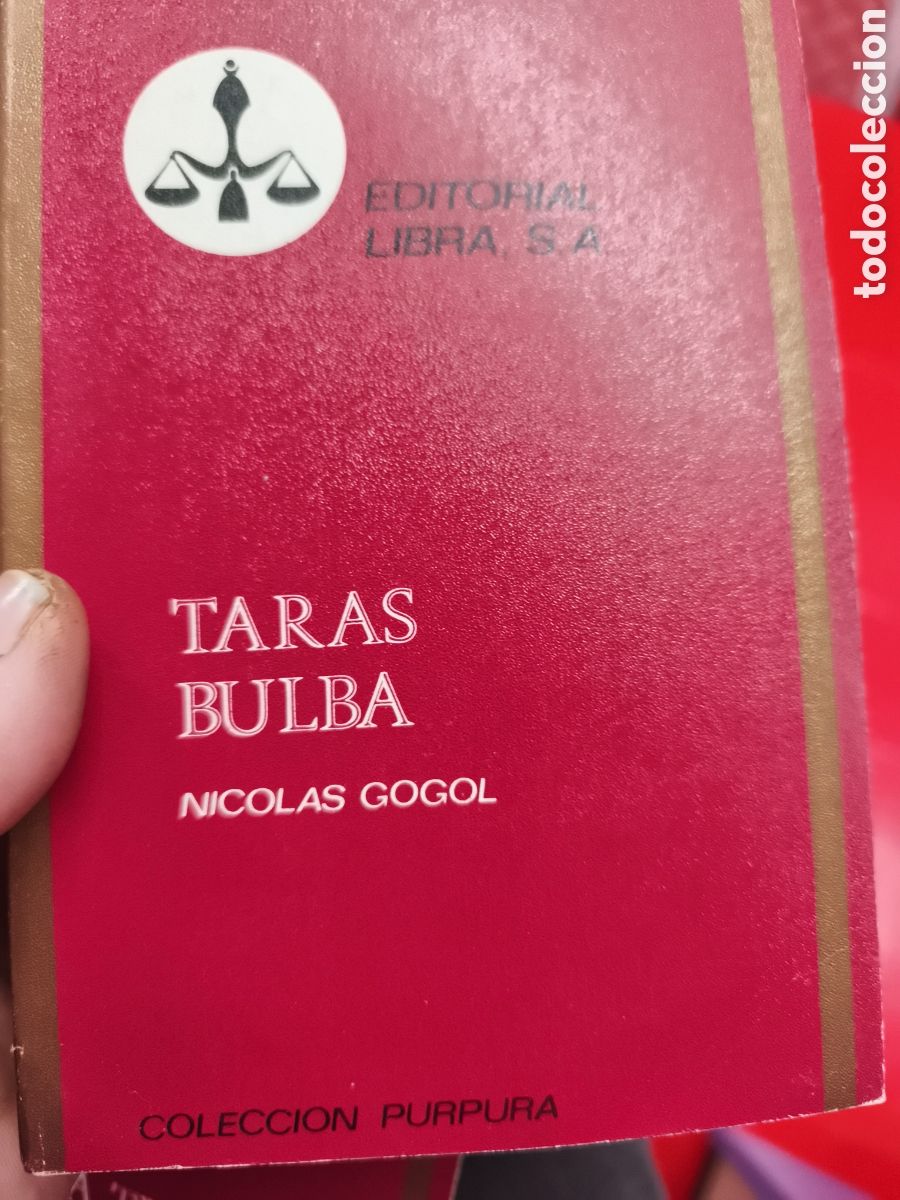 EDITORIAL
LIBRA, S.A.
TARAS
BULBA
NICOLAS GOGOL
COLECCION PURPURA
todocoleccion